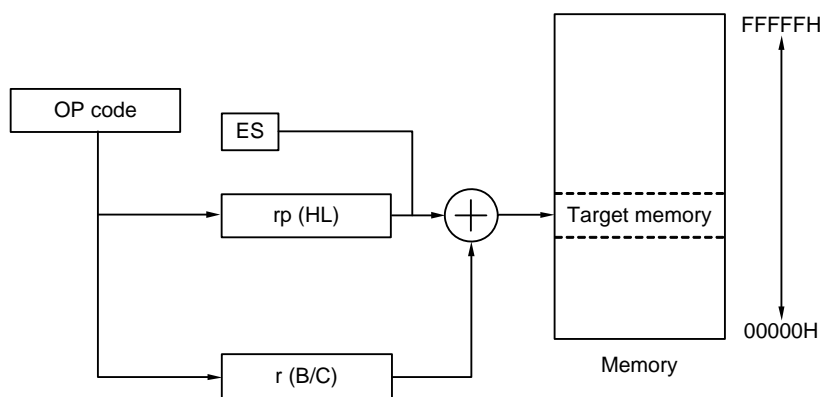 FFFFFH
OP code
ES
rp (HL)
Target memory
r (B/C)
00000H
Memory